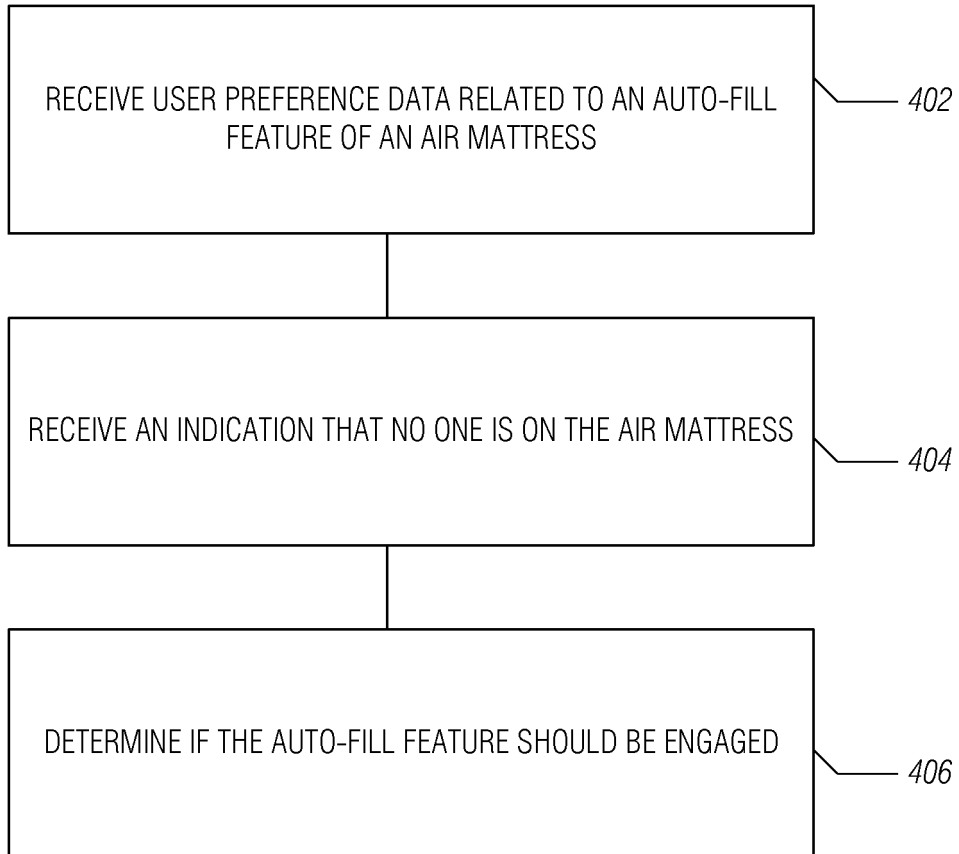 RECEIVE USER PREFERENCE DATA RELATED TO AN AUTO-FILL
FEATURE OF AN AIR MATTRESS
402
RECEIVE AN INDICATION THAT NO ONE IS ON THE AIR MATTRESS
404
DETERMINE IF THE AUTO-FILL FEATURE SHOULD BE ENGAGED
406